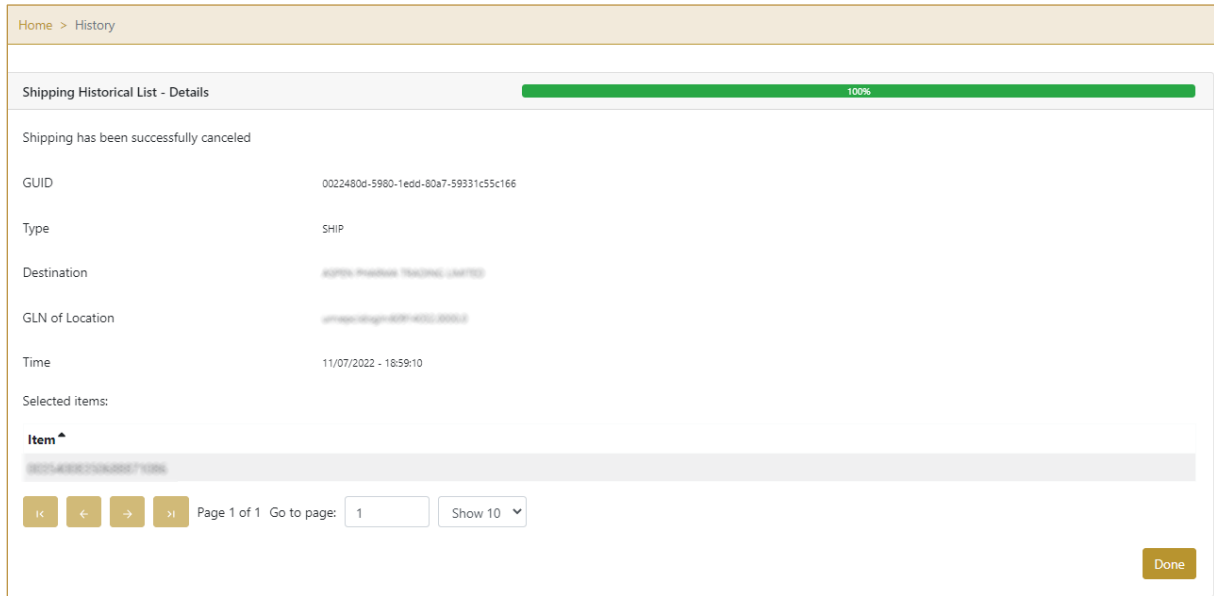 Home > History
Shipping Historical List - Details 100%
Shipping has been successfully canceled
GUID 0022480d-5980-1edd-80a7-59331c55c166
Type SHIP
Destination
GLN of Location
Time 11/07/2022 - 18:59:10
Selected items:
Item
Page 1 of 1 Go to page: 1 Show 10
Done